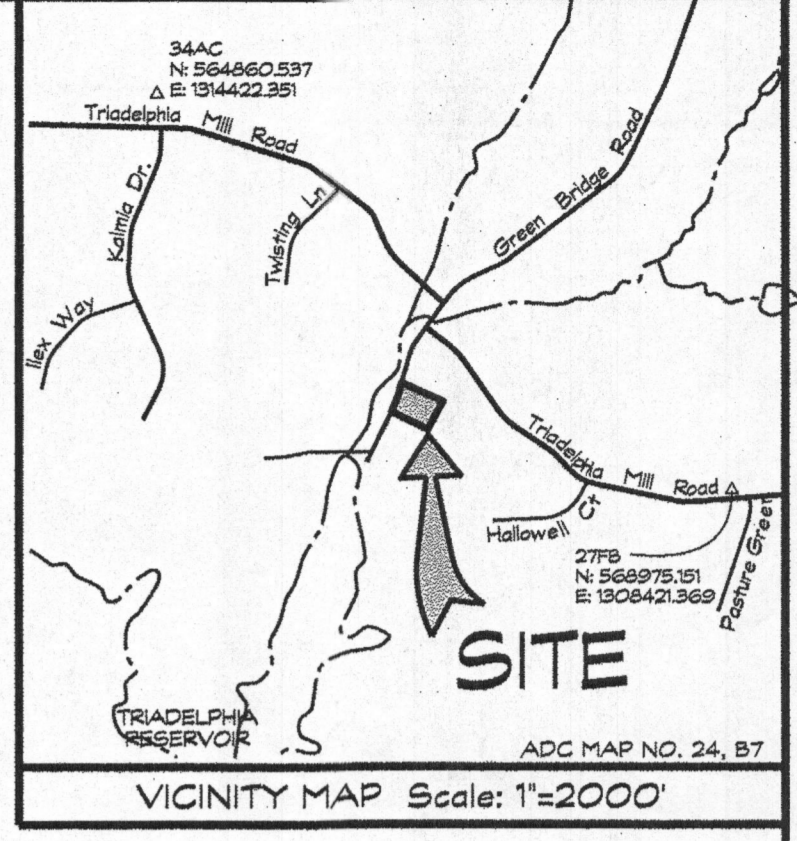 34AC
N: 564860.537
E: 1314422.351
Triadelphia Mill Road
Green Bridge Road
Kalmia Dr.
Twisting Ln
Ilex Way
Triadelphia Mill Road
Hallowell Ct
Pasture Green
27FB
N: 568975.151
E: 1308421.369
SITE
TRIADELPHIA
RESERVOIR
ADC MAP NO. 24, B7
VICINITY MAP Scale: 1"=2000'